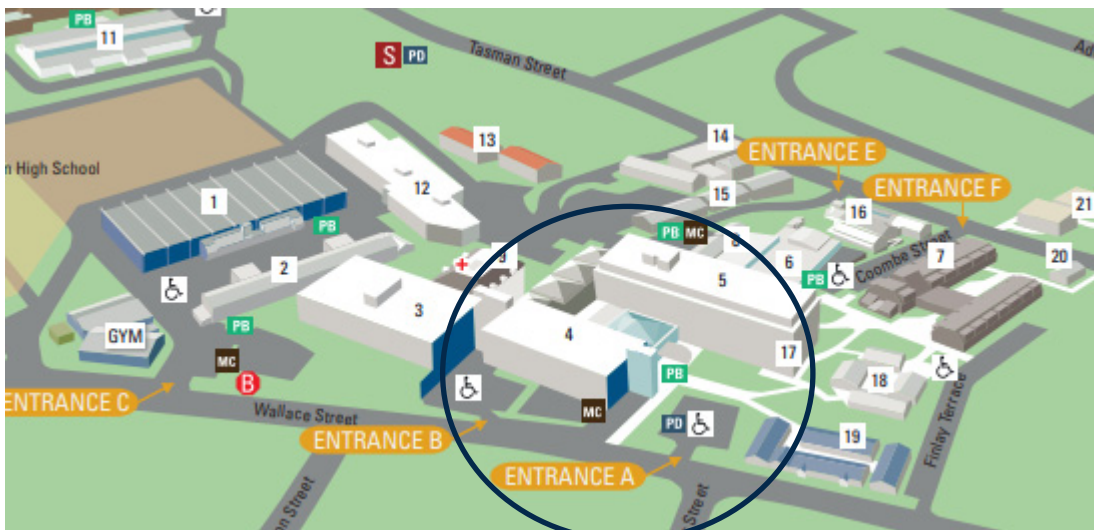 PB
11
S PD
Tasman Street
Ad
n High School
13
14
ENTRANCE E
ENTRANCE F
12
15
16
21
1
PB
PB MC
8
9
6
7
20
2
5
PB
Coombe Street
3
4
17
PB
GYM
MC
B
PB
18
ENTRANCE C
Wallace Street
MC
PD
19
ENTRANCE B
ENTRANCE A
Finlay Terrace
on Street
Street